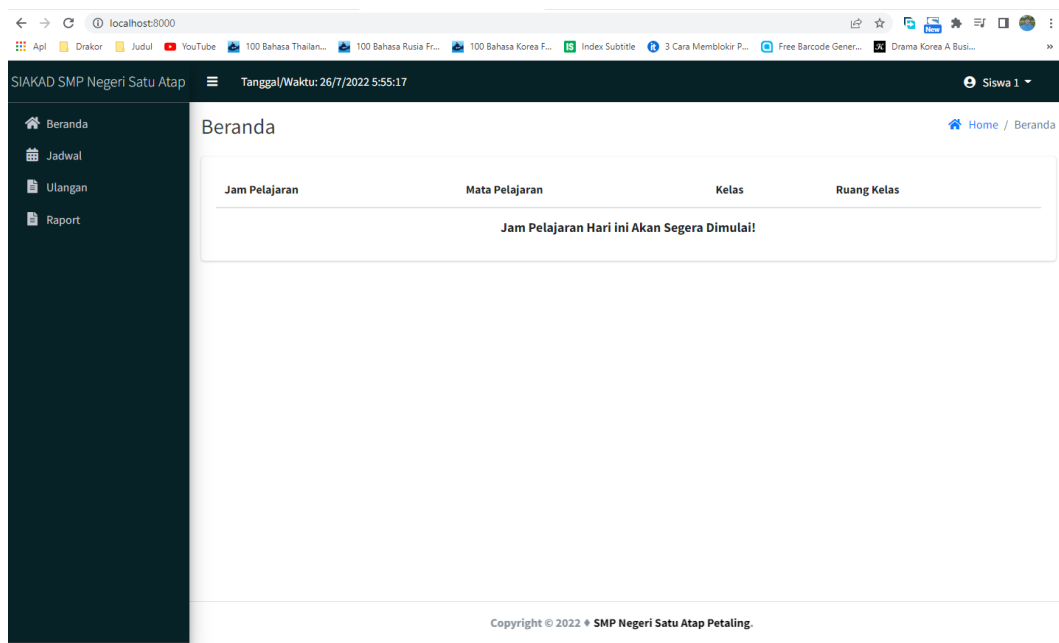 localhost:8000
Apl Drakor Judul YouTube 100 Bahasa Thailan... 100 Bahasa Rusia Fr... 100 Bahasa Korea F... IS Index Subtitle 3 Cara Memblokir P... Free Barcode Gener... Drama Korea A Busi... »
New
SIAKAD SMP Negeri Satu Atap Tanggal/Waktu: 26/7/2022 5:55:17 Siswa 1
Beranda
Jadwal
Ulangan
Raport
Beranda Home / Beranda
Jam Pelajaran Mata Pelajaran Kelas Ruang Kelas
Jam Pelajaran Hari ini Akan Segera Dimulai!
Copyright © 2022 ♦ SMP Negeri Satu Atap Petaling.